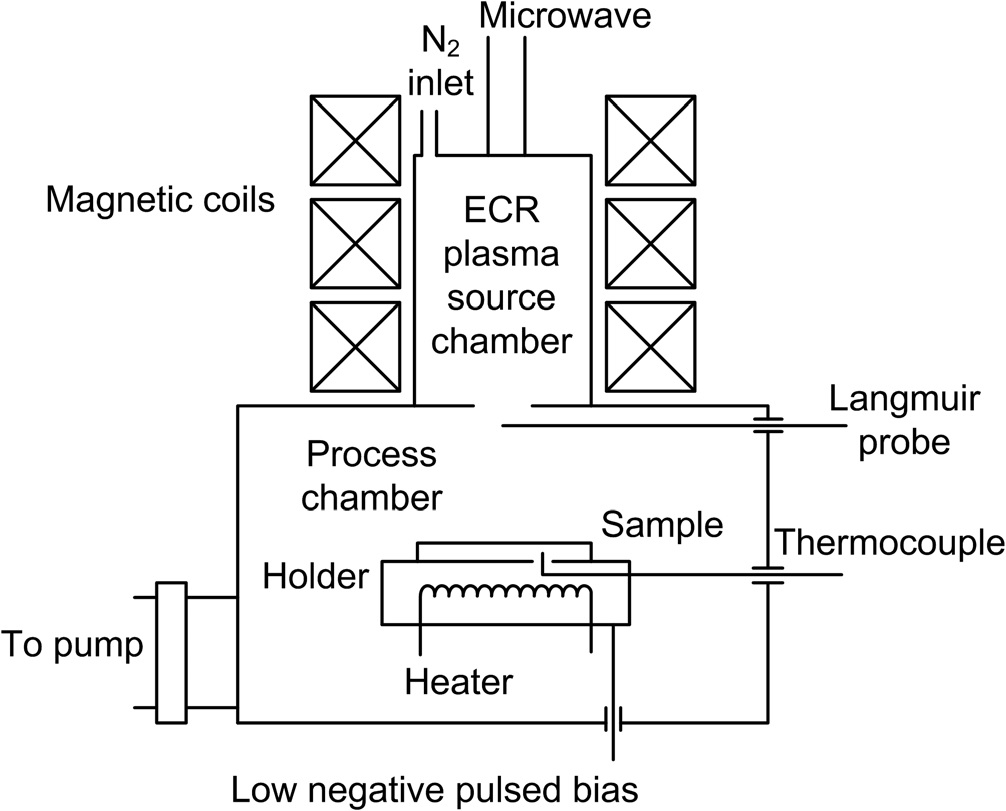 Microwave
N₂
inlet
Magnetic coils
ECR
plasma
source
chamber
Langmuir
probe
Process
chamber
Sample
Thermocouple
Holder
To pump
Heater
Low negative pulsed bias